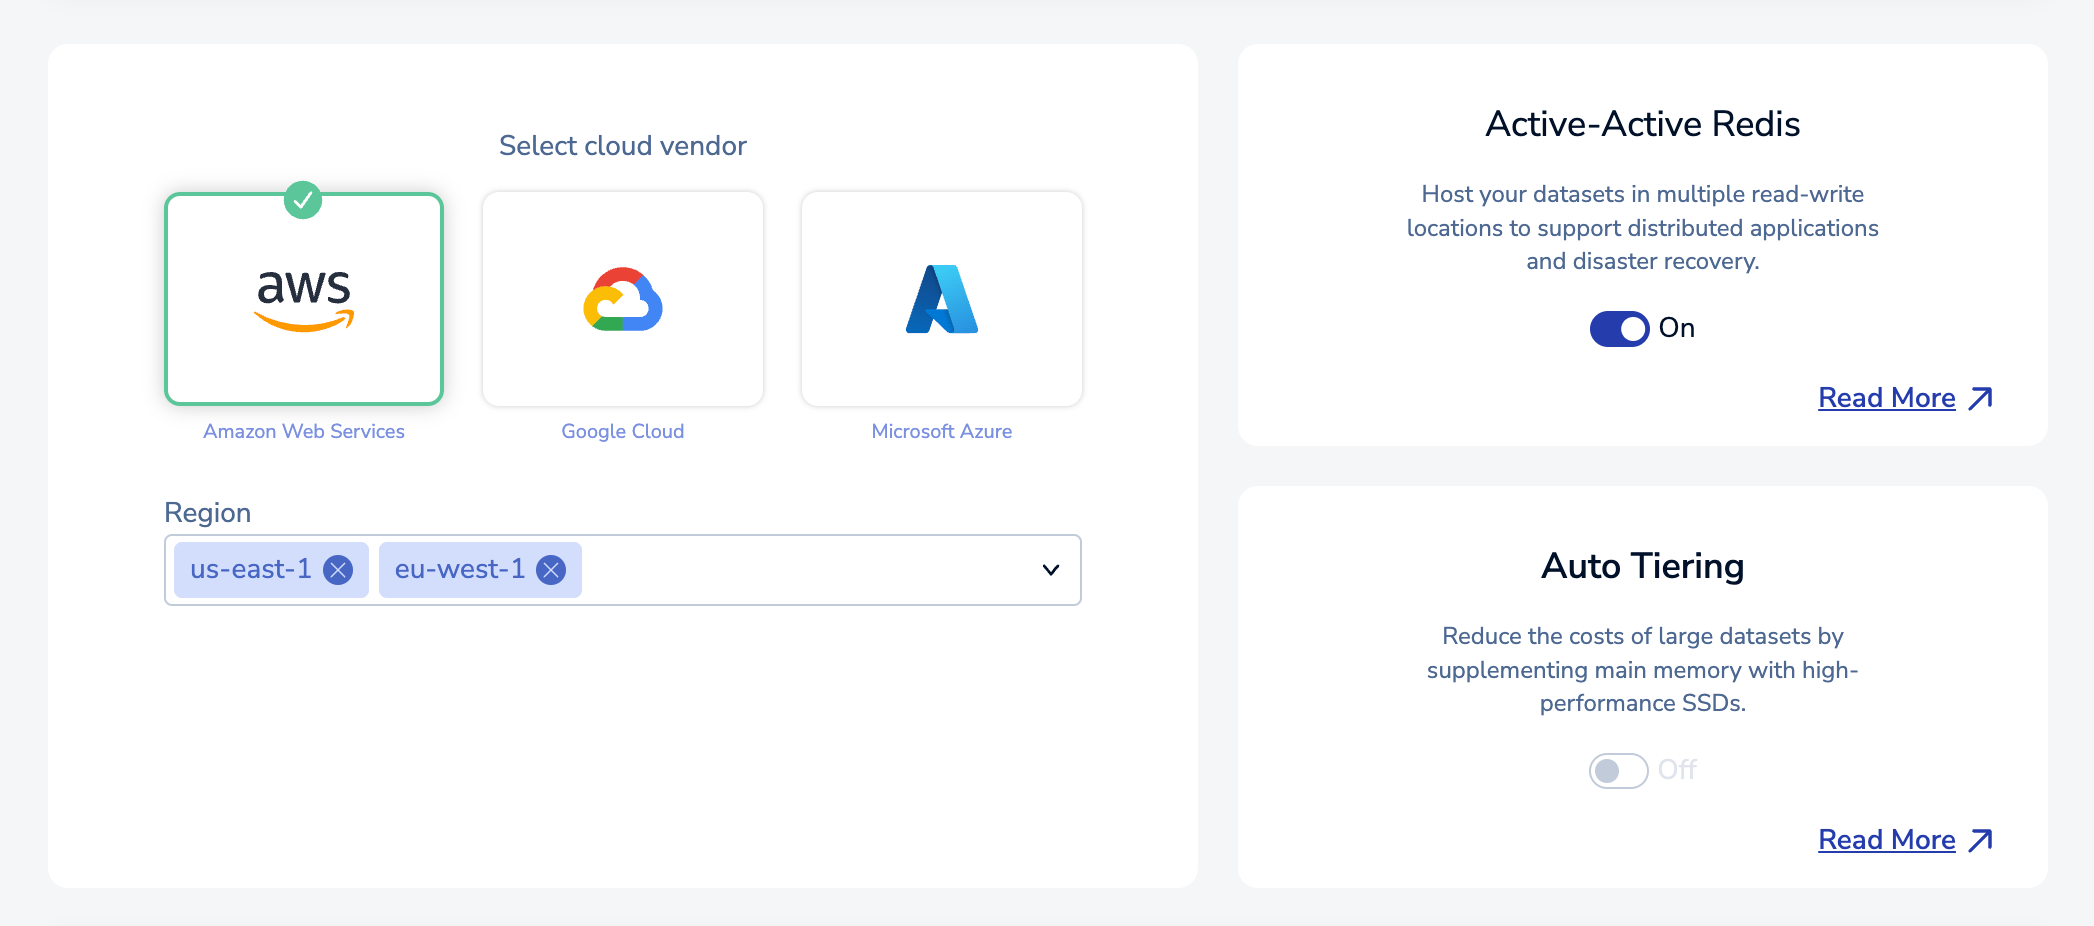 Select cloud vendor
aws
Amazon Web Services
Google Cloud
Microsoft Azure
Region
us-east-1
eu-west-1
Active-Active Redis
Host your datasets in multiple read-write
locations to support distributed applications
and disaster recovery.
On
Read More
Auto Tiering
Reduce the costs of large datasets by
supplementing main memory with high-
performance SSDs.
Off
Read More